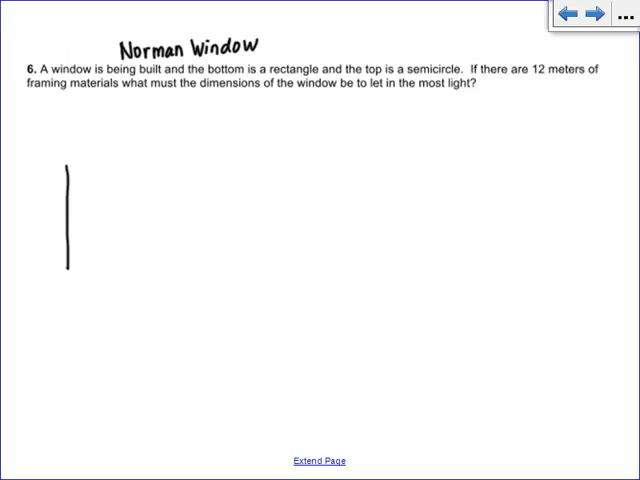 Norman Window
6. A window is being built and the bottom is a rectangle and the top is a semicircle. If there are 12 meters of
framing materials what must the dimensions of the window be to let in the most light?
Extend Page